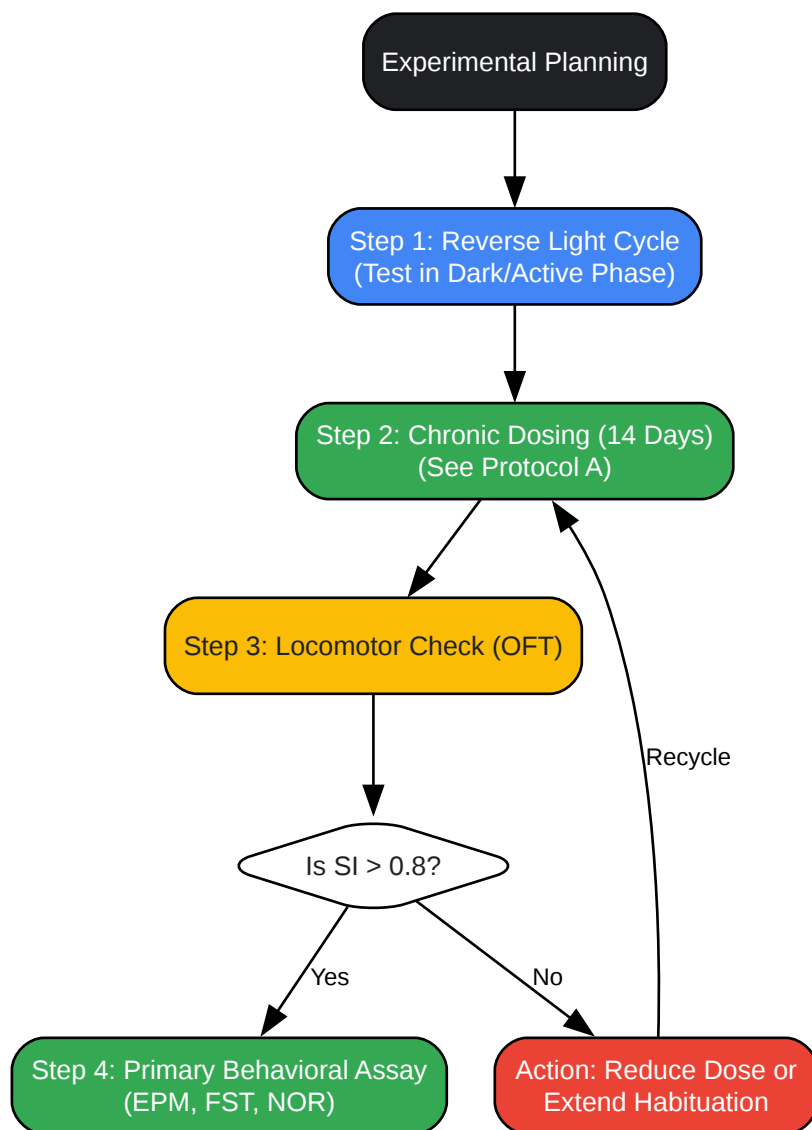 Experimental Planning
Step 1: Reverse Light Cycle
(Test in Dark/Active Phase)
Step 2: Chronic Dosing (14 Days)
(See Protocol A)
Step 3: Locomotor Check (OFT)
Recycle
Is SI > 0.8?
Yes
No
Step 4: Primary Behavioral Assay
(EPM, FST, NOR)
Action: Reduce Dose or
Extend Habituation